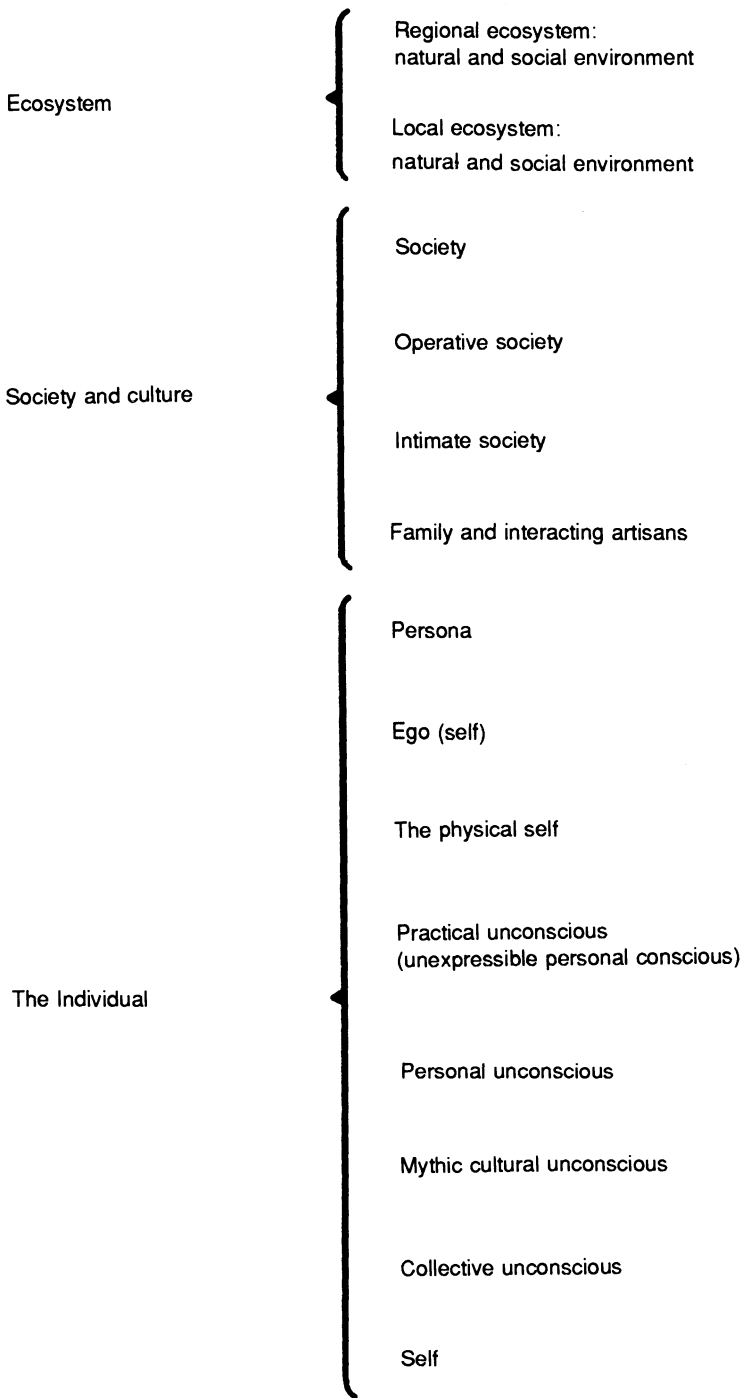 Regional ecosystem:
natural and social environment
Ecosystem
Local ecosystem:
natural and social environment
Society
Operative society
Society and culture
Intimate society
Family and interacting artisans
Persona
Ego (self)
The physical self
Practical unconscious
(unexpressible personal conscious)
The Individual
Personal unconscious
Mythic cultural unconscious
Collective unconscious
Self